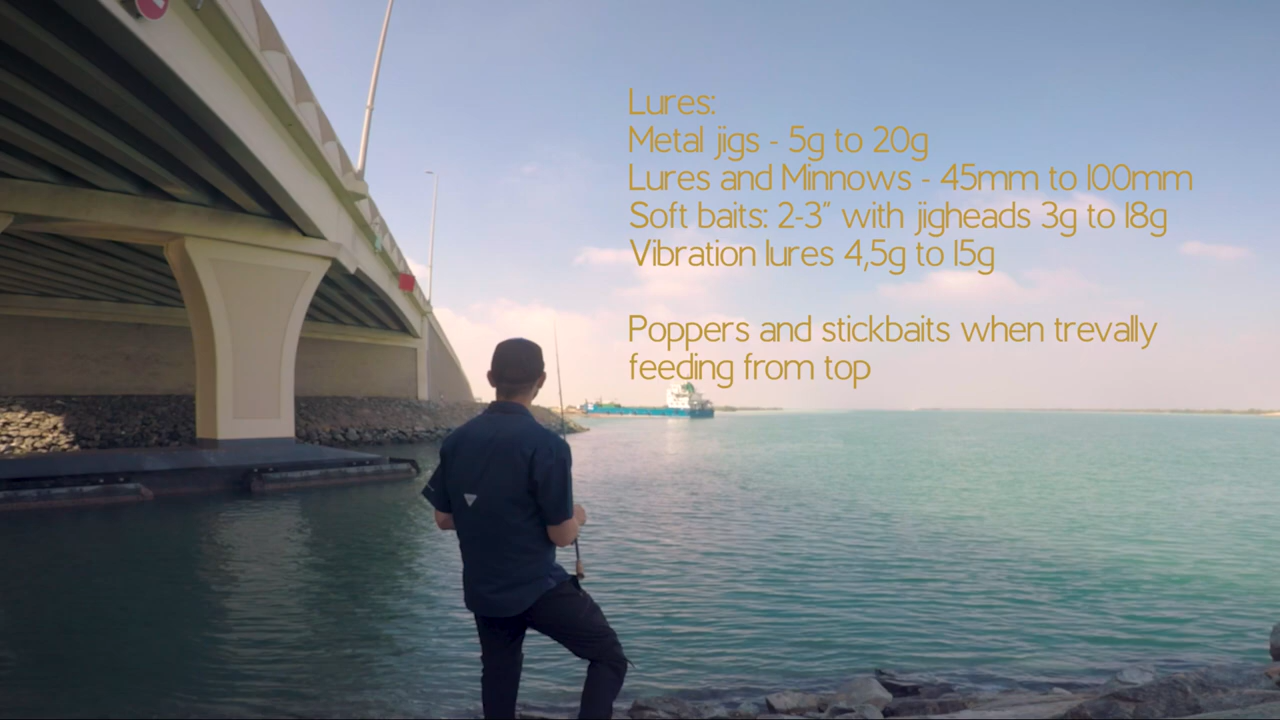 Lures:
Metal jigs - 5g to 20g
Lures and Minnows - 45mm to 100mm
Soft baits: 2-3” with jigheads 3g to 18g
Vibration lures 4,5g to 15g
Poppers and stickbaits when trevally
feeding from top